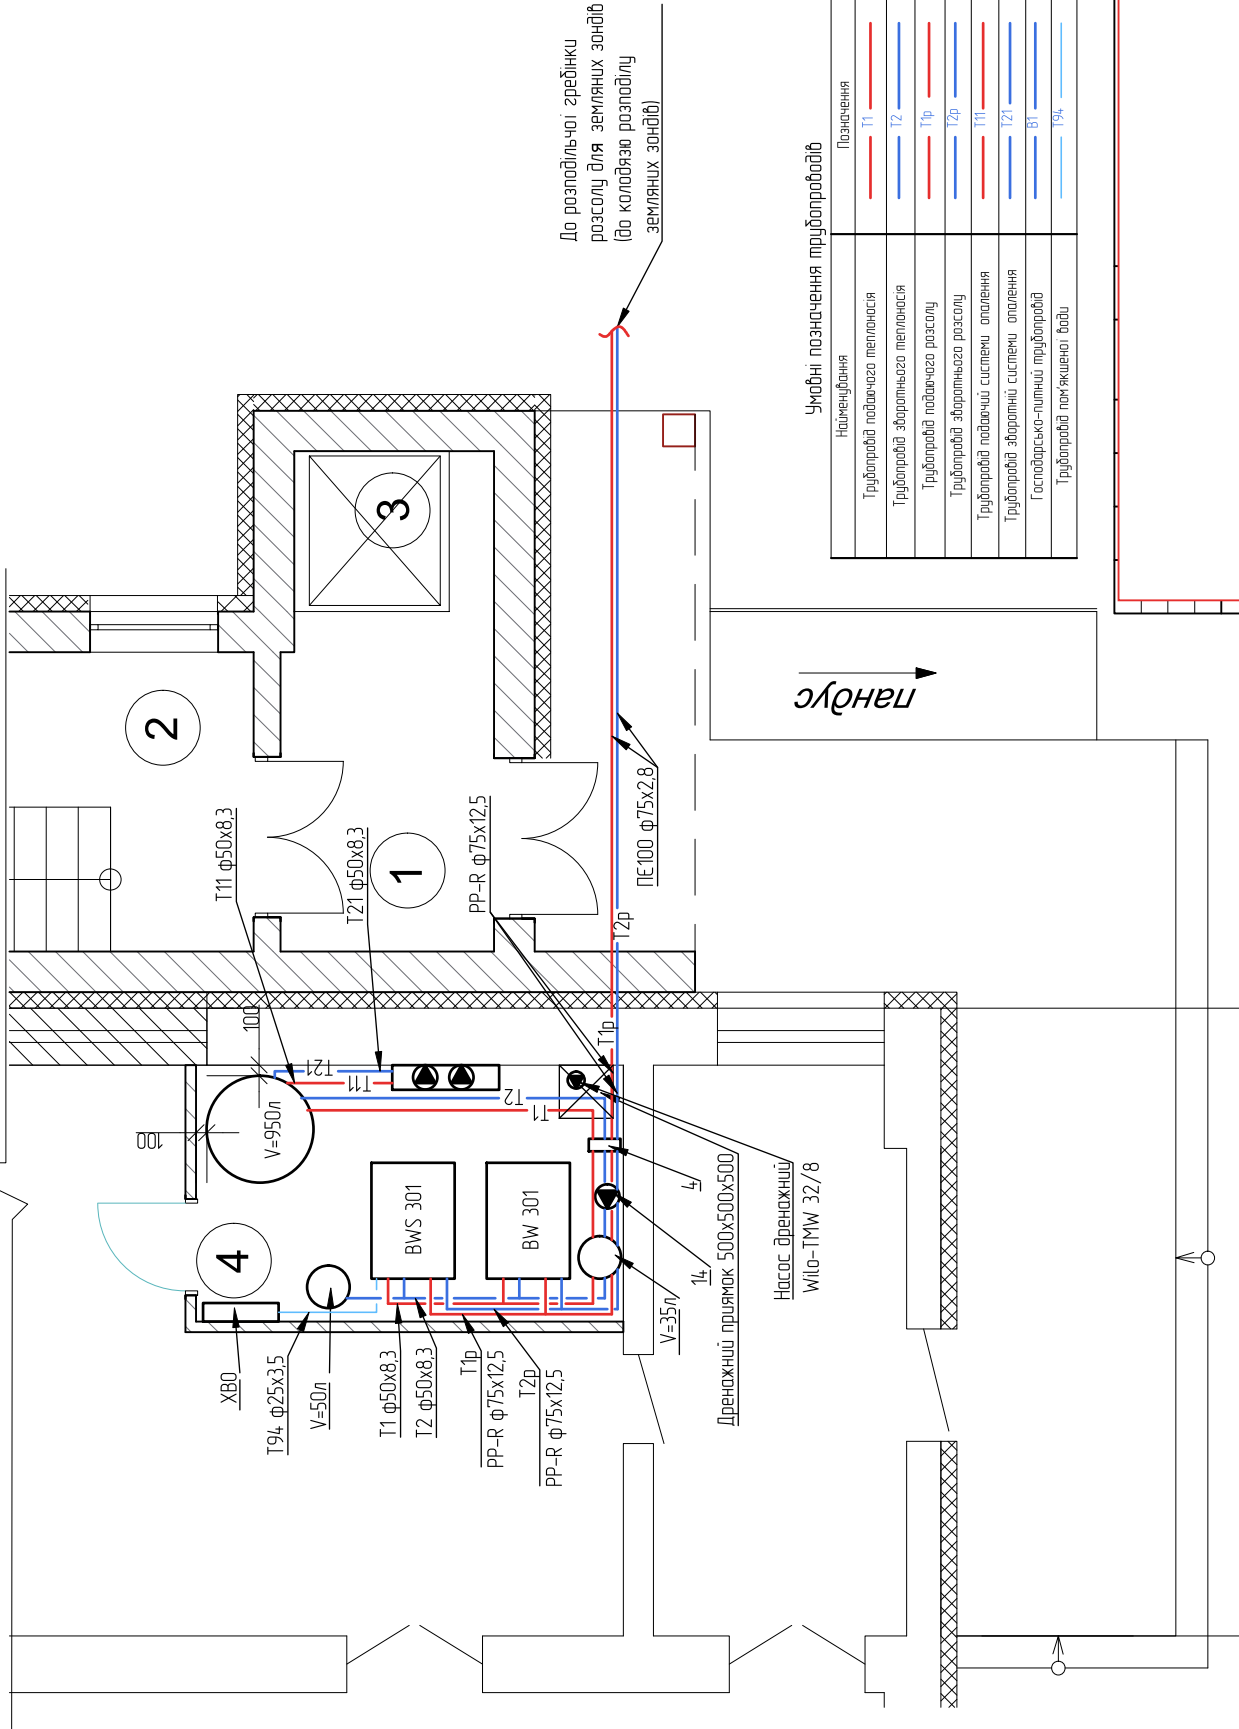 До розподільчої гребінки
розсолу для земляних зондів
(до колодязю розподілу
земляних зондів)
Умовні позначення трубопроводів
Найменування
Позначення
Трубопровід подаючого теплоносія
T1
Трубопровід зворотнього теплоносія
T2
Трубопровід подаючого розсолу
T1р
Трубопровід зворотнього розсолу
T2р
Трубопровід подаючий системи опалення
T11
Трубопровід зворотній системи опалення
T21
Господарсько-питний трубопровід
B1
Трубопровід пом'якшеної води
T94
3
2
1
4
пандус
T11 ф50х8,3
T21 ф50х8,3
PP-R ф75х12,5
ПЕ100 ф75х2,8
T2р
T1р
100
100
T21
T11
T2
T1
V=950л
BWS 301
BW 301
ХВО
T94 ф25х3,5
V=50л
T1 ф50х8,3
T2 ф50х8,3
T1р
PP-R ф75х12,5
T2р
PP-R ф75х12,5
V=35л
14
4
Дренажний приямок 500х500х500
Насос дренажний
Wilo-TMW 32/8